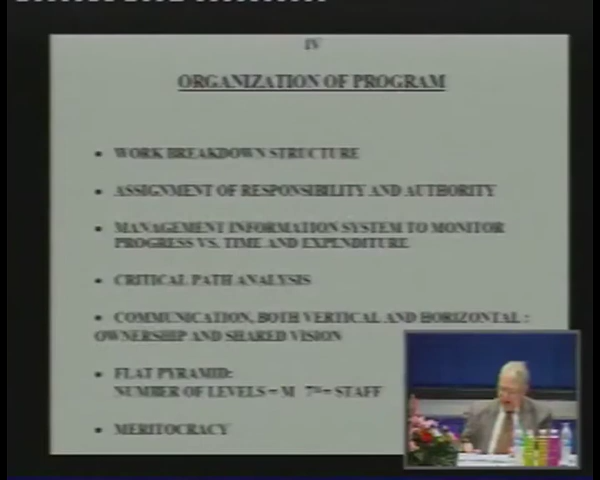 IV
ORGANIZATION OF PROGRAM
• WORK BREAKDOWN STRUCTURE
• ASSIGNMENT OF RESPONSIBILITY AND AUTHORITY
• MANAGEMENT INFORMATION SYSTEM TO MONITOR
PROGRESS VS. TIME AND EXPENDITURE
• CRITICAL PATH ANALYSIS
• COMMUNICATION, BOTH VERTICAL AND HORIZONTAL :
OWNERSHIP AND SHARED VISION
• FLAT PYRAMID:
NUMBER OF LEVELS = M = STAFF
• MERITOCRACY